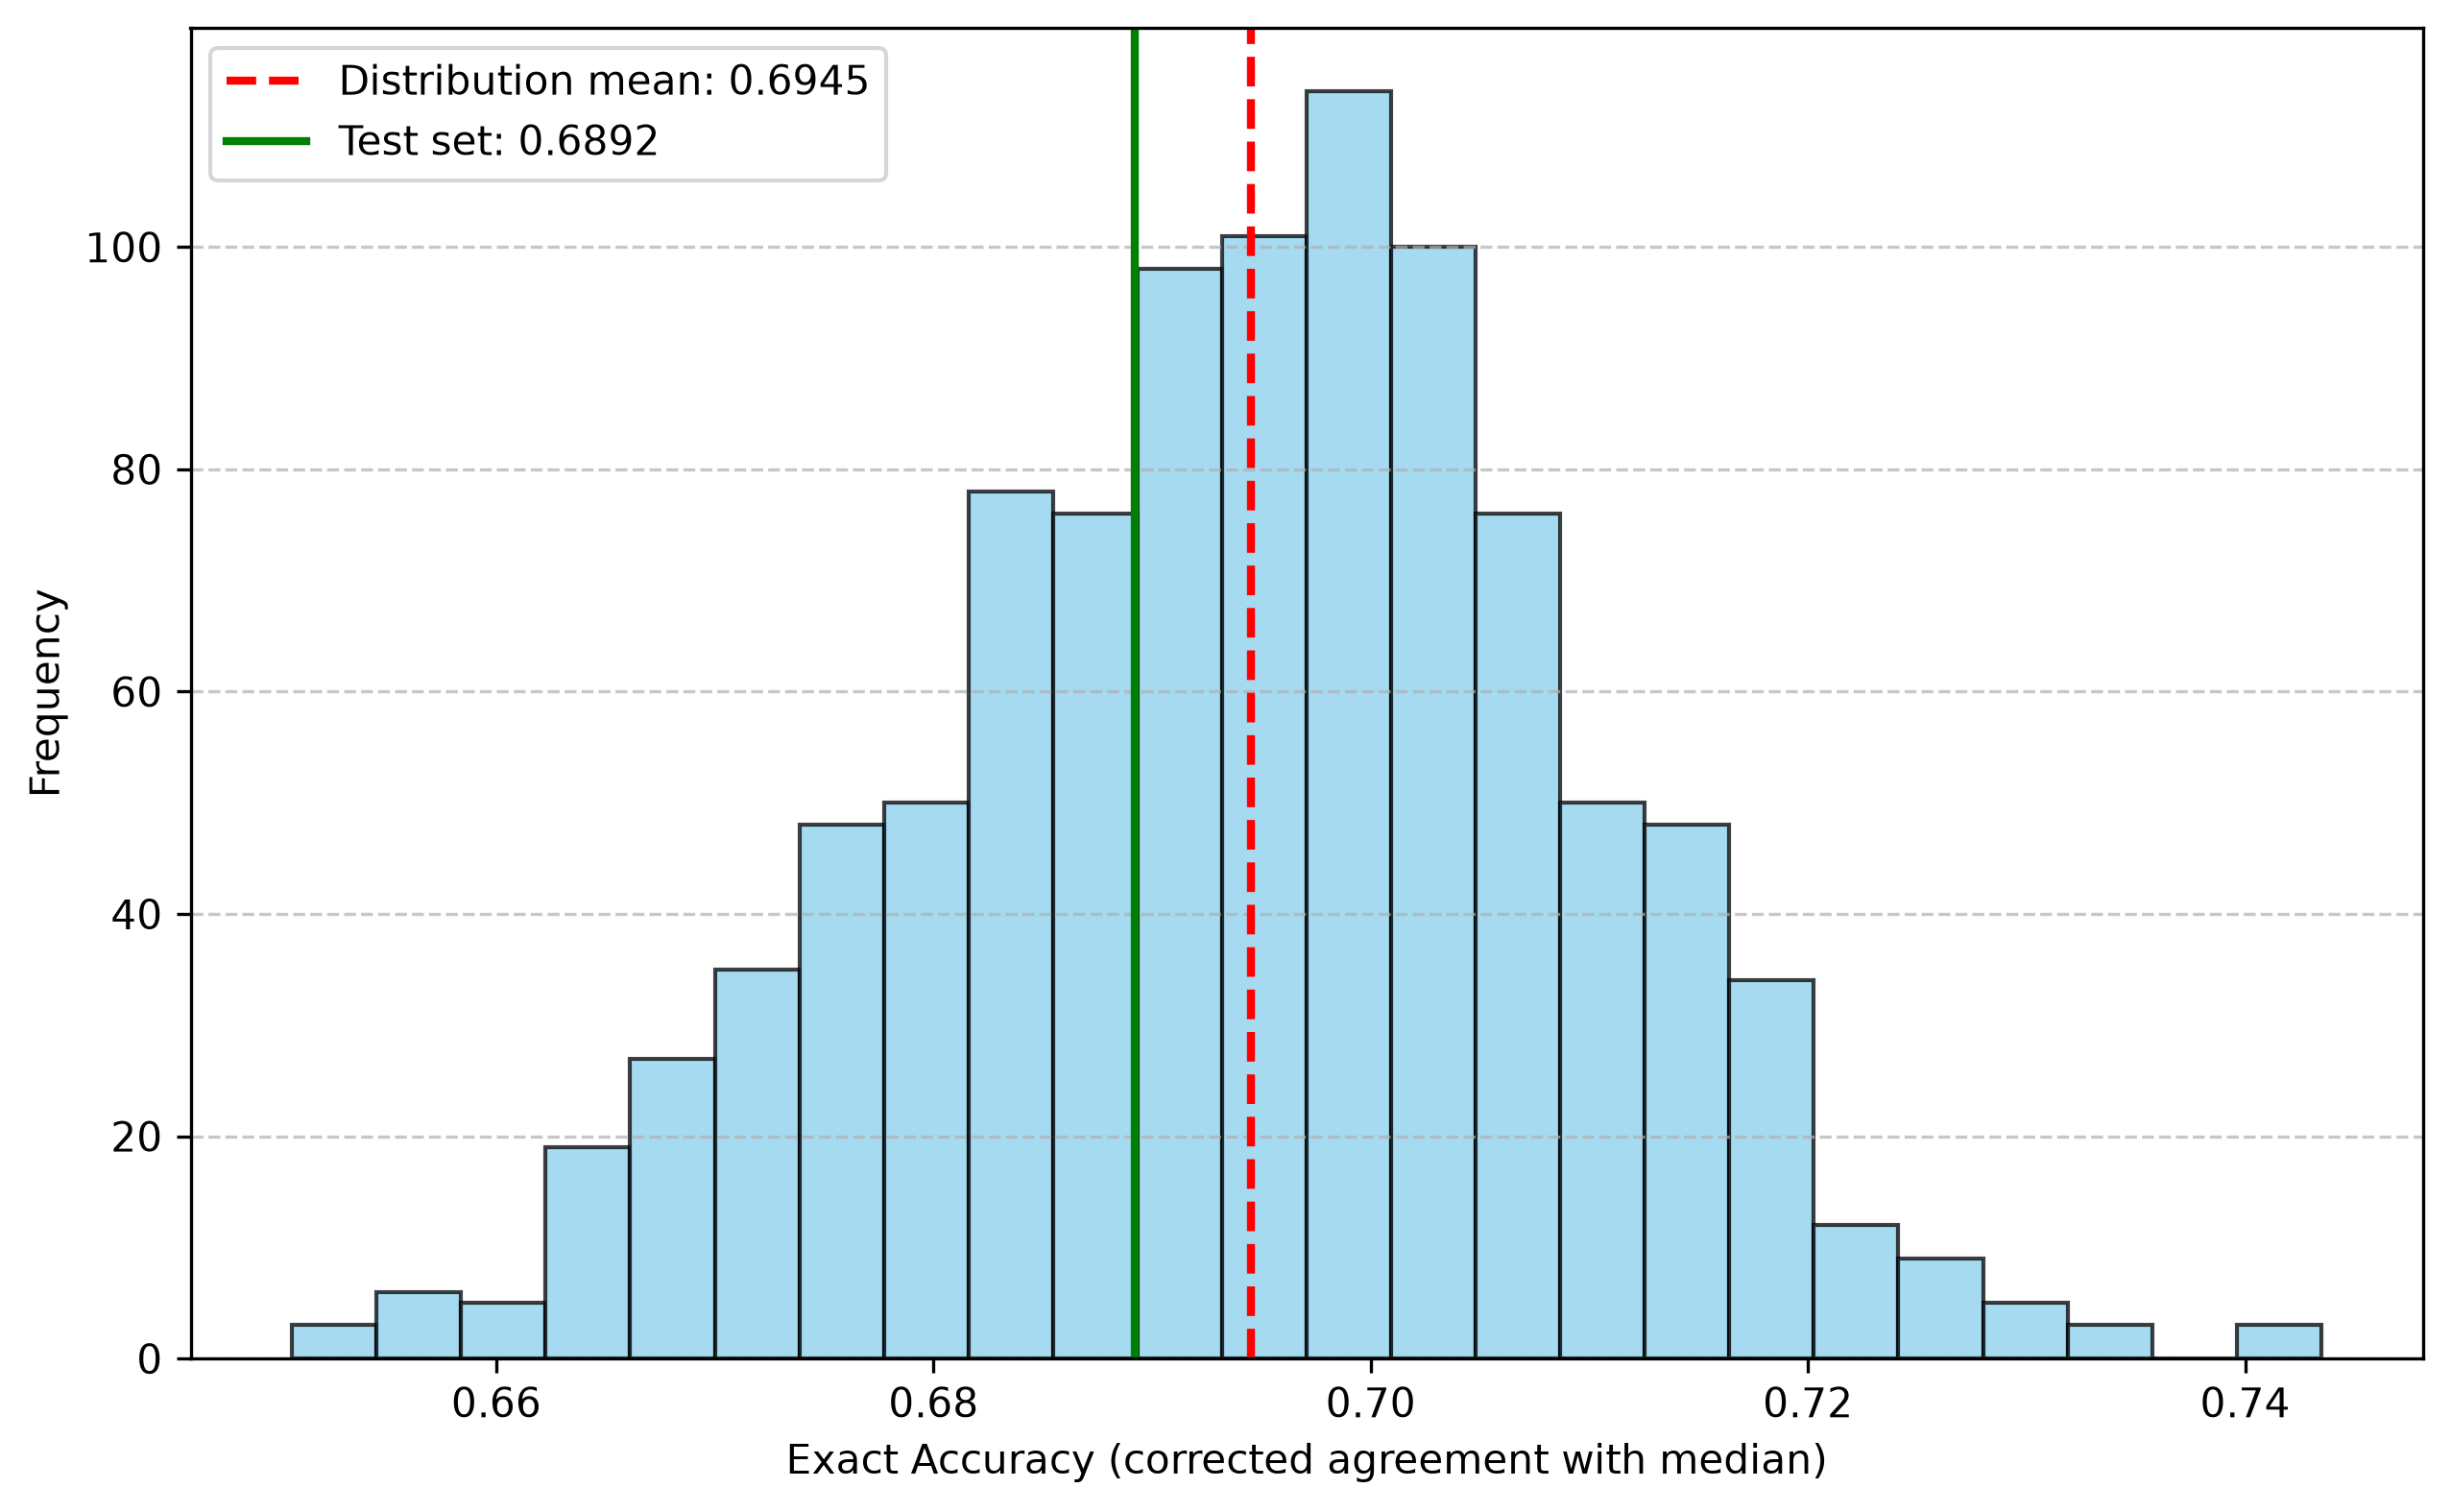 Distribution mean: 0.6945
Test set: 0.6892
100
80
60
40
20
0
Frequency
0.66 0.68 0.70 0.72 0.74
Exact Accuracy (corrected agreement with median)